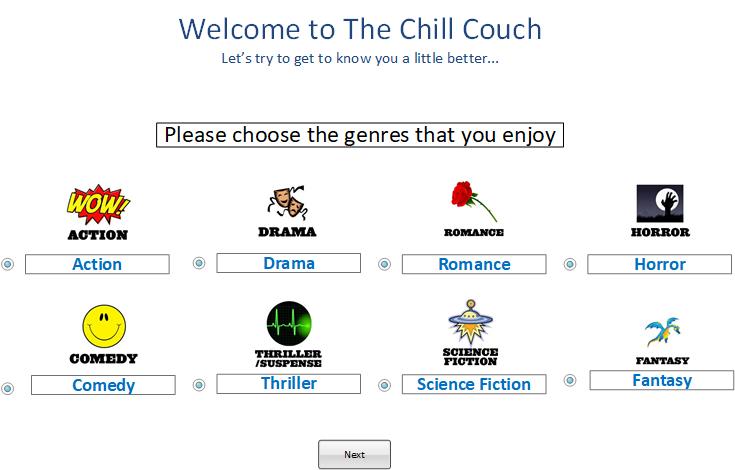 Welcome to The Chill Couch
Let's try to get to know you a little better...
Please choose the genres that you enjoy
WOW!
ACTION
DRAMA
ROMANCE
HORROR
Action
Drama
Romance
Horror
COMEDY
THRILLER
/SUSPENSE
SCIENCE
FICTION
FANTASY
Comedy
Thriller
Science Fiction
Fantasy
Next